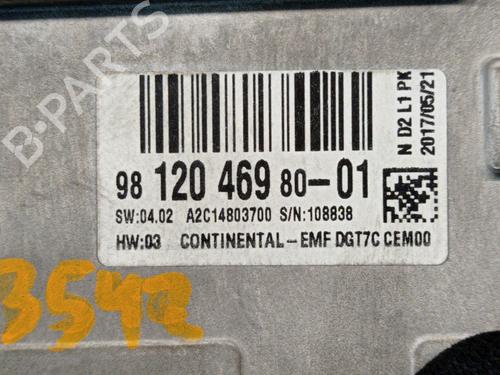 B-PARTS
98 120 469 80-01
SW:04.02 A2C14803700 S/N:108838
HW:03 CONTINENTAL-EMF DGT7C CEM00
N D2 L1 PK
2017/05/21
3542